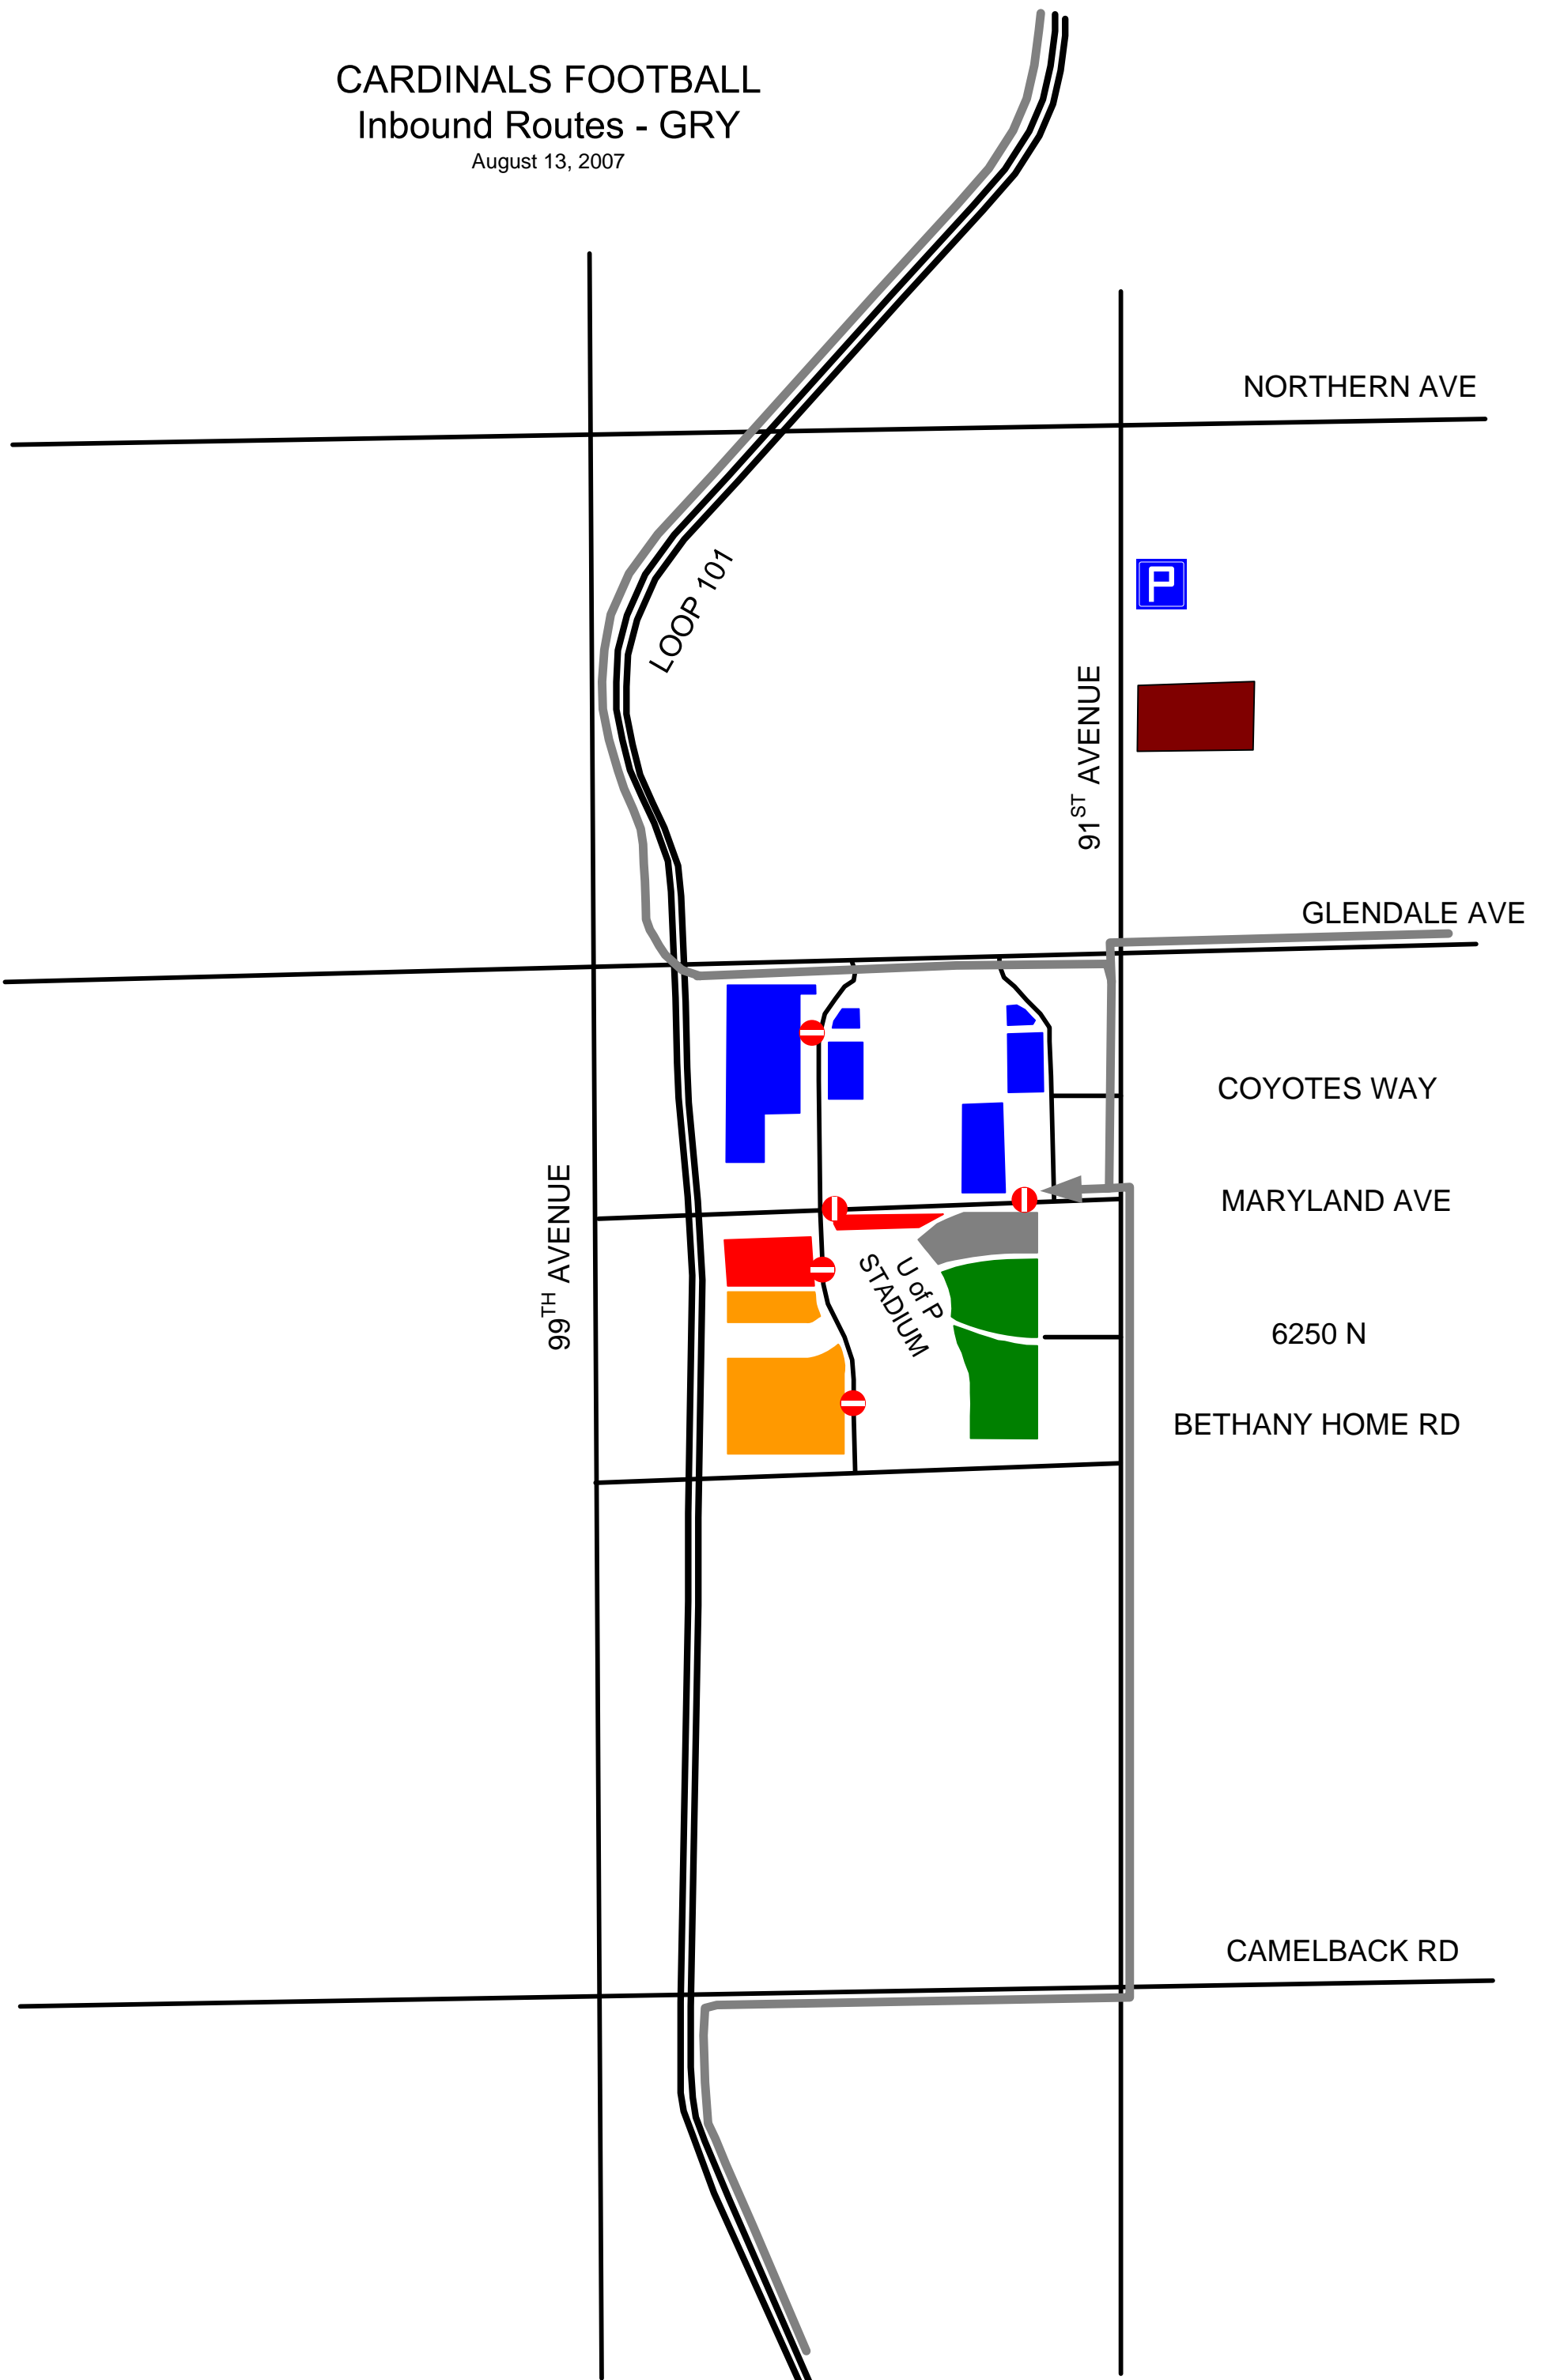 CARDINALS FOOTBALL
Inbound Routes - GRY
August 13, 2007
NORTHERN AVE
P
LOOP 101
91ST AVENUE
GLENDALE AVE
COYOTES WAY
99TH AVENUE
MARYLAND AVE
U of P
STADIUM
6250 N
BETHANY HOME RD
CAMELBACK RD